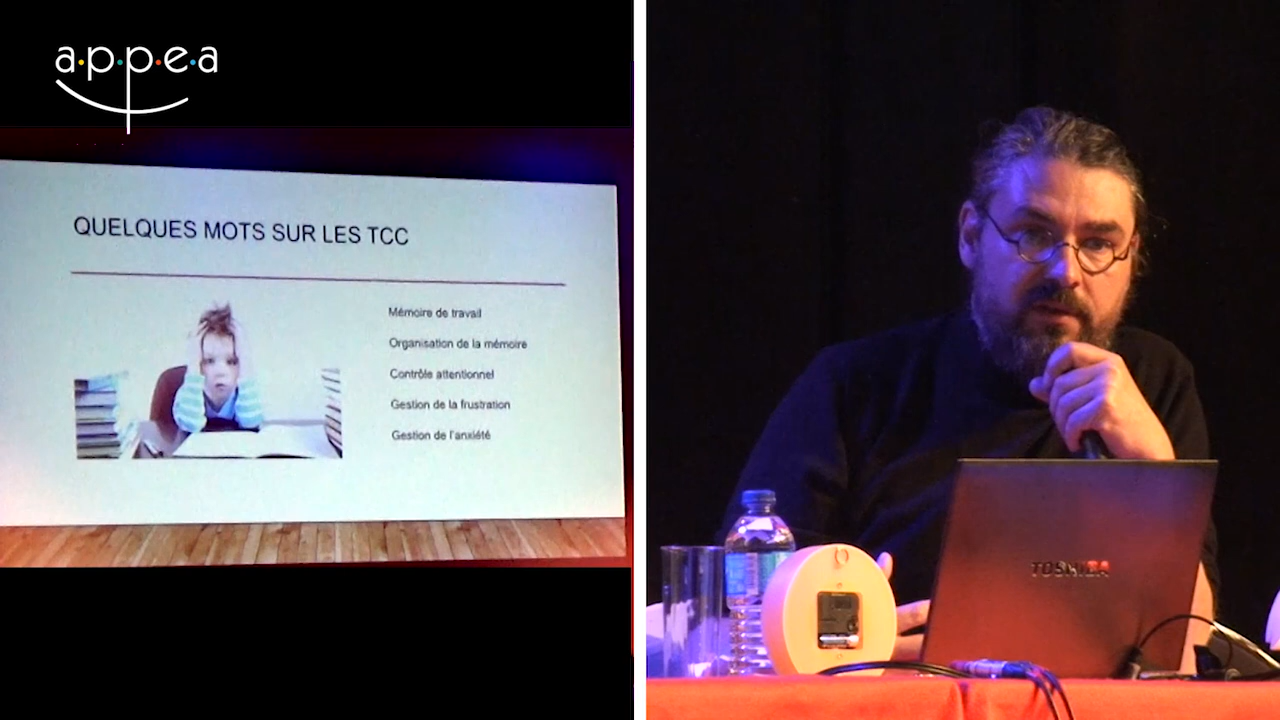 a·p·p·e·a
QUELQUES MOTS SUR LES TCC
Mémoire de travail
Organisation de la mémoire
Contrôle attentionnel
Gestion de la frustration
Gestion de l'anxiété
TOSHIBA